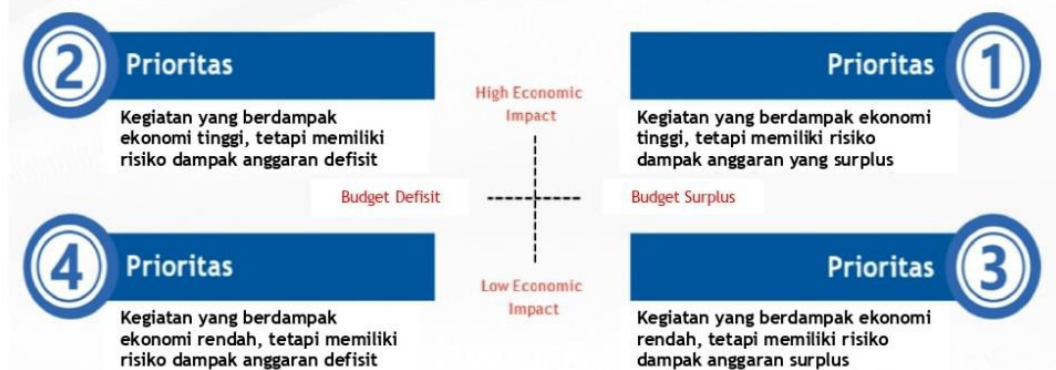 2
Prioritas
Kegiatan yang berdampak
ekonomi tinggi, tetapi memiliki
risiko dampak anggaran defisit
High Economic
Impact
Prioritas
1
Kegiatan yang berdampak ekonomi
tinggi, tetapi memiliki risiko
dampak anggaran yang surplus
Budget Defisit
Budget Surplus
4
Prioritas
Kegiatan yang berdampak
ekonomi rendah, tetapi memiliki
risiko dampak anggaran defisit
Low Economic
Impact
Prioritas
3
Kegiatan yang berdampak ekonomi
rendah, tetapi memiliki risiko
dampak anggaran surplus